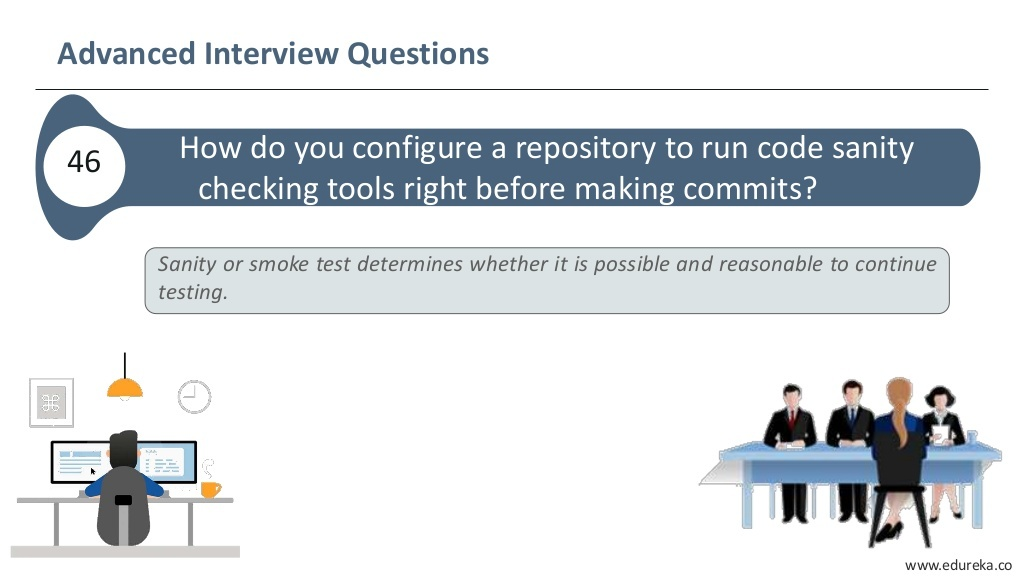 Advanced Interview Questions
46
How do you configure a repository to run code sanity
checking tools right before making commits?
Sanity or smoke test determines whether it is possible and reasonable to continue
testing.
www.edureka.co